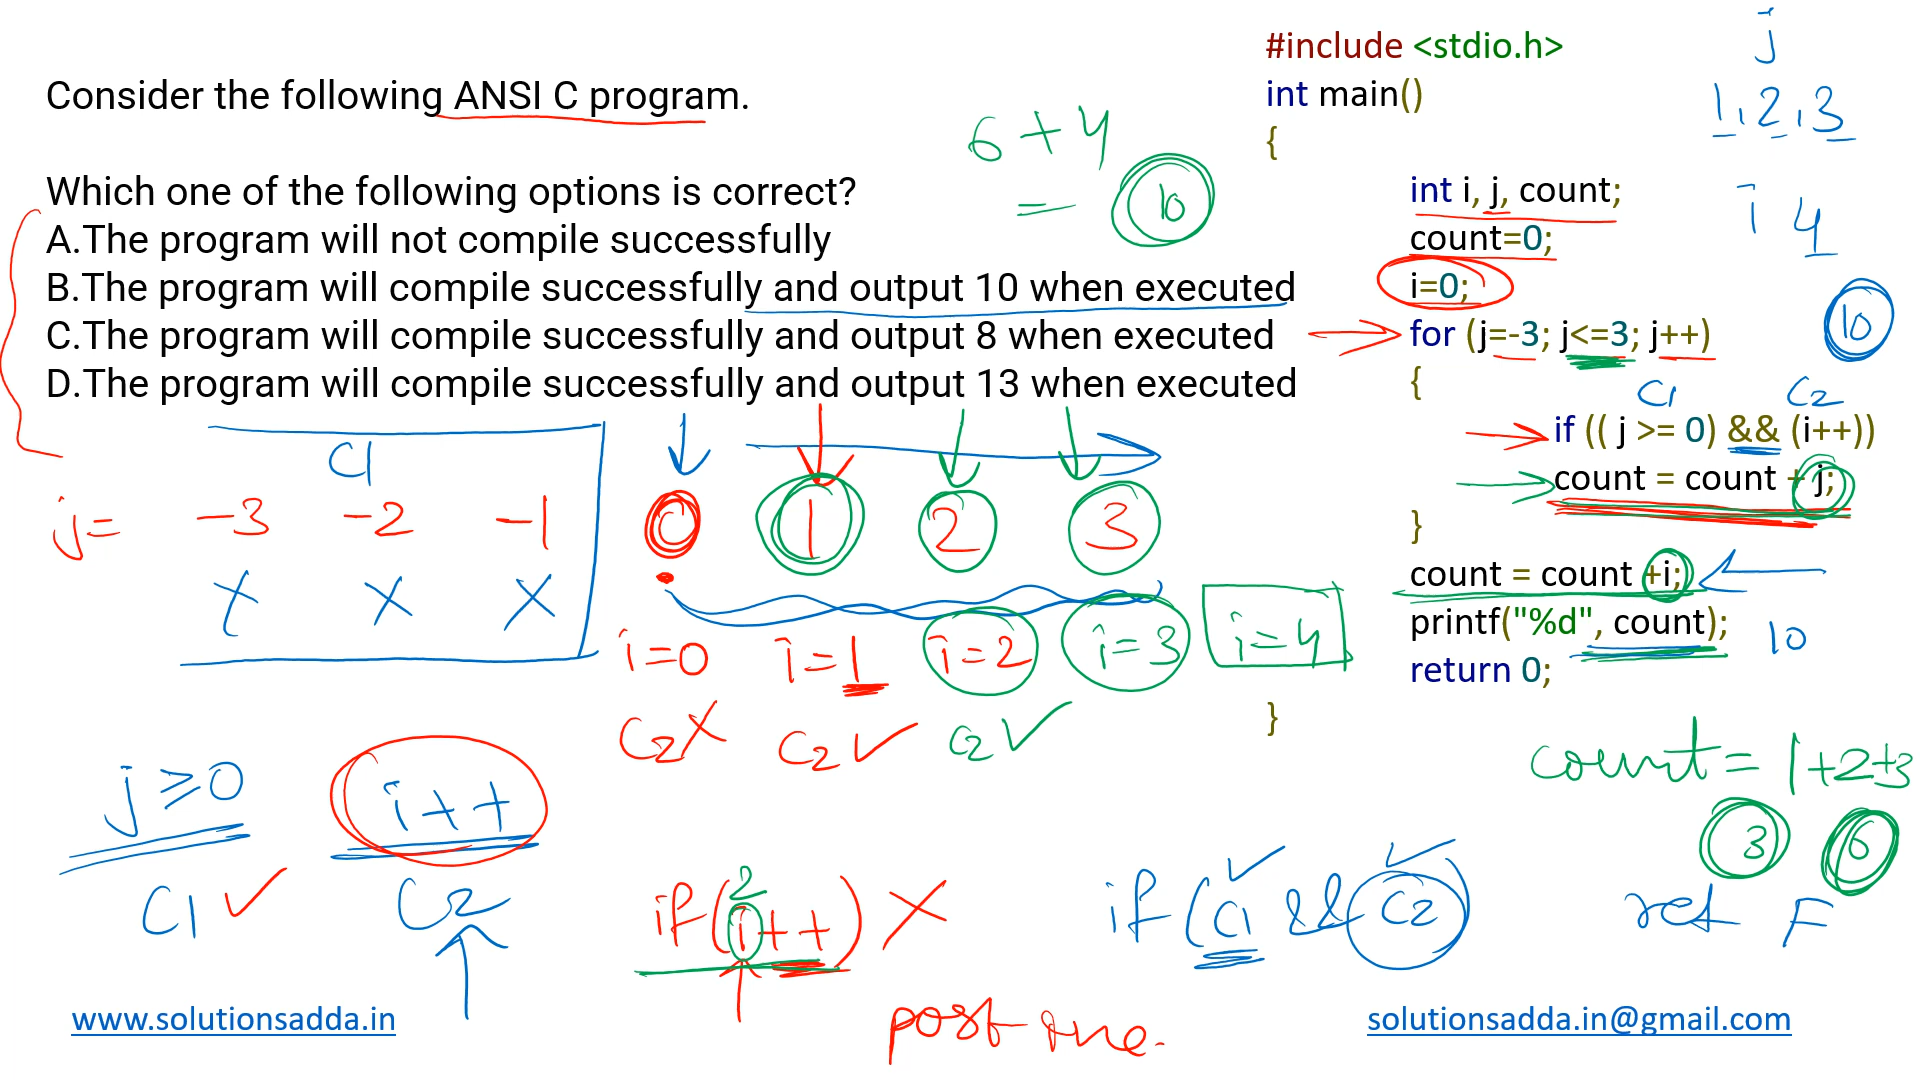 Consider the following ANSI C program.
Which one of the following options is correct?
A.The program will not compile successfully
B.The program will compile successfully and output 10 when executed
C.The program will compile successfully and output 8 when executed
D.The program will compile successfully and output 13 when executed
6 + 4
= 10
#include <stdio.h>
int main()
{
int i, j, count;
count=0;
i=0;
for (j=-3; j<=3; j++)
{
if (( j >= 0) && (i++))
count = count + j;
}
count = count +i;
printf("%d", count);
return 0;
}
j
1, 2, 3
i 4
10
C1 C2
10
C1
j= -3 -2 -1 0 1 2 3
X X X
i=0 i=1 i=2 i=3 i=4
C2 X C2 ✓ C2 ✓
j ≥ 0 i++
C1 ✓ C2
2
if(i++) X
if(C1 && C2)
count = 1+2+3
3 6
F
post
www.solutionsadda.in
solutionsadda.in@gmail.com